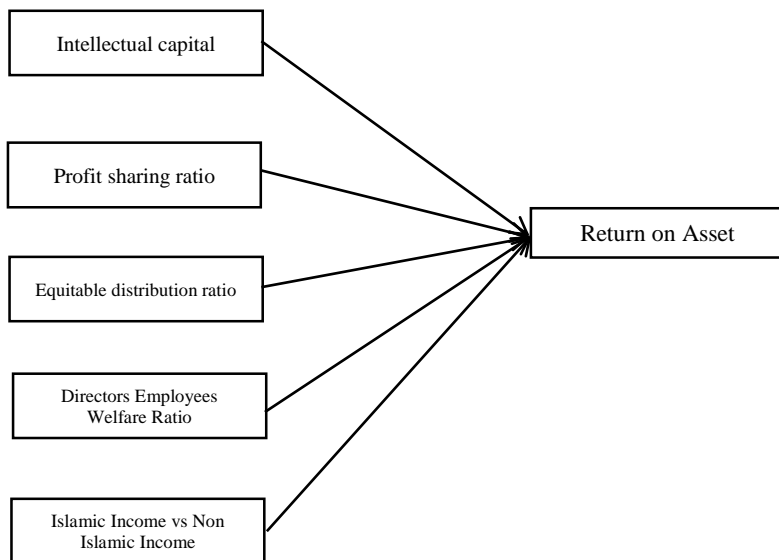 Intellectual capital
Profit sharing ratio
Return on Asset
Equitable distribution ratio
Directors Employees
Welfare Ratio
Islamic Income vs Non
Islamic Income